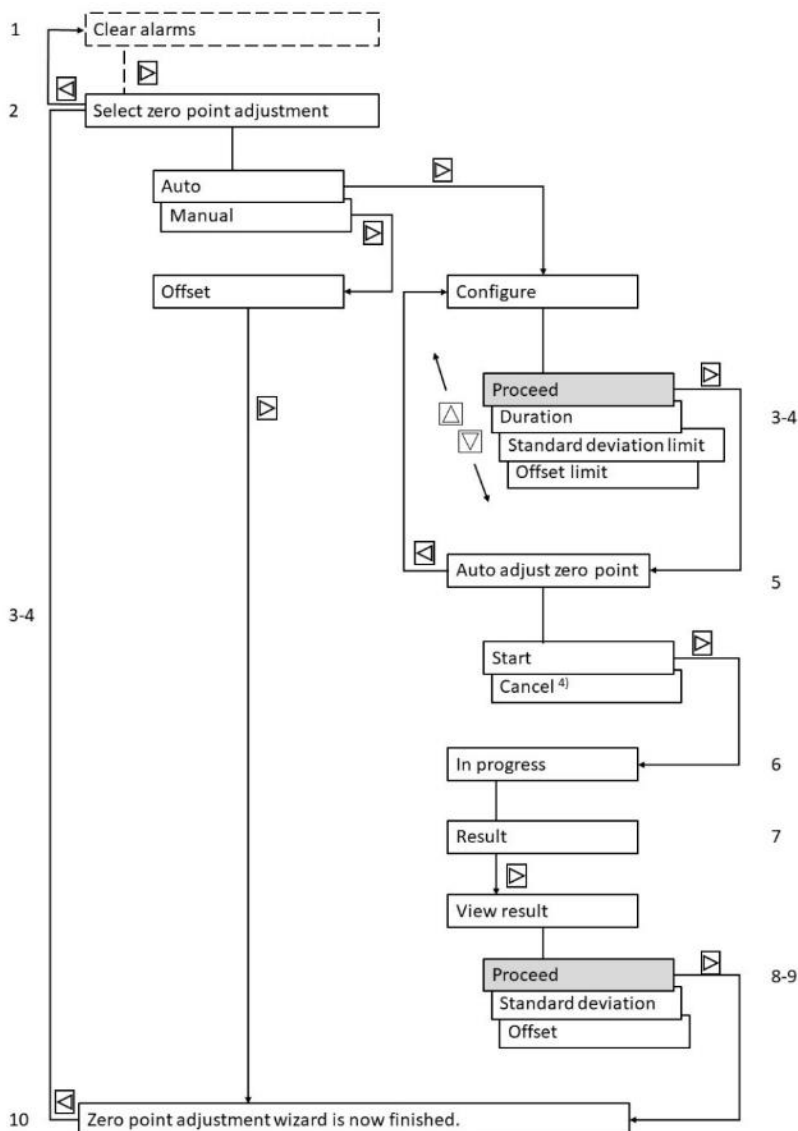 1
Clear alarms
2
Select zero point adjustment
Auto
Manual
Offset
Configure
Proceed
Duration
Standard deviation limit
Offset limit
3-4
Auto adjust zero point
5
3-4
Start
Cancel 4)
In progress
6
Result
7
View result
Proceed
Standard deviation
Offset
8-9
10
Zero point adjustment wizard is now finished.